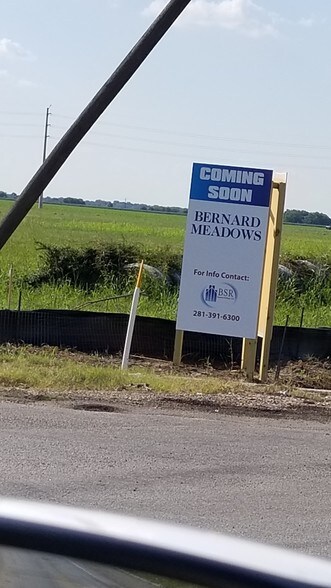 COMING
SOON
BERNARD
MEADOWS
For Info Contact:
BSR
281-391-6300